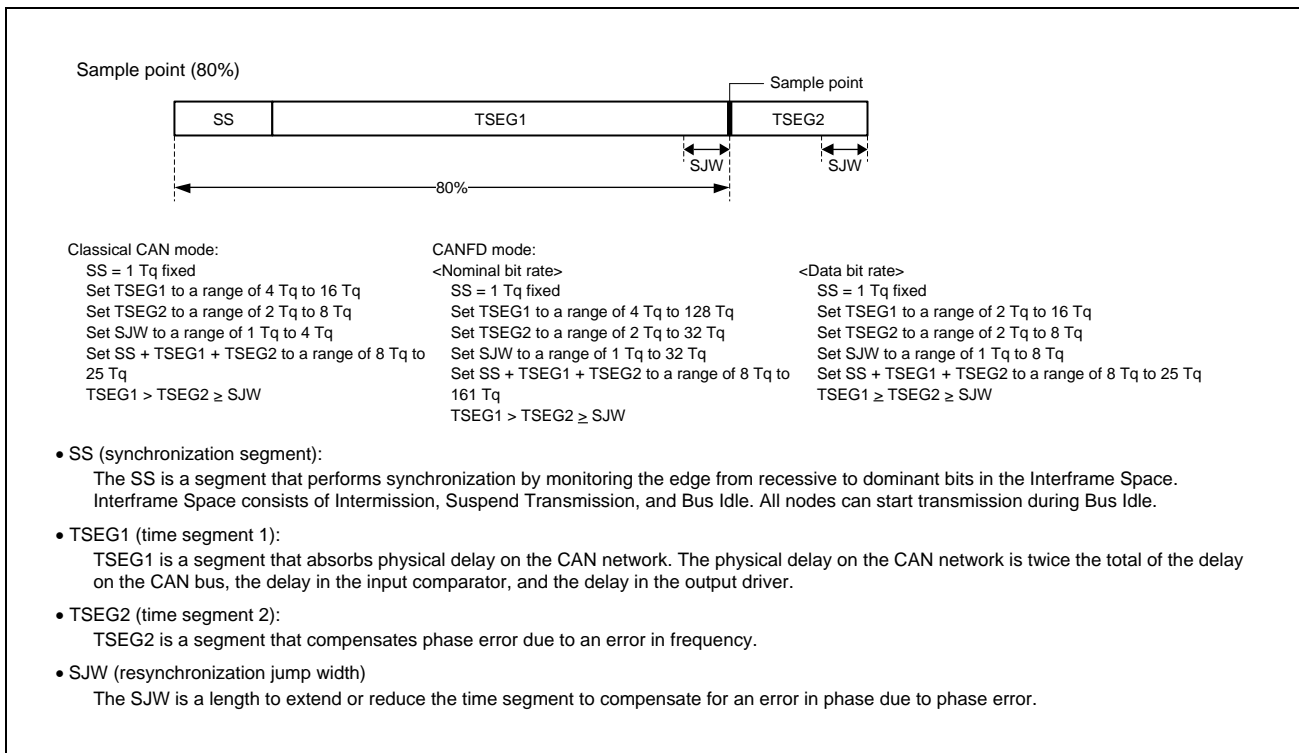 Sample point (80%)
Sample point
SS
TSEG1
TSEG2
SJW
SJW
80%
Classical CAN mode:
SS = 1 Tq fixed
Set TSEG1 to a range of 4 Tq to 16 Tq
Set TSEG2 to a range of 2 Tq to 8 Tq
Set SJW to a range of 1 Tq to 4 Tq
Set SS + TSEG1 + TSEG2 to a range of 8 Tq to
25 Tq
TSEG1 > TSEG2 ≥ SJW
CANFD mode:
<Nominal bit rate>
SS = 1 Tq fixed
Set TSEG1 to a range of 4 Tq to 128 Tq
Set TSEG2 to a range of 2 Tq to 32 Tq
Set SJW to a range of 1 Tq to 32 Tq
Set SS + TSEG1 + TSEG2 to a range of 8 Tq to
161 Tq
TSEG1 > TSEG2 ≥ SJW
<Data bit rate>
SS = 1 Tq fixed
Set TSEG1 to a range of 2 Tq to 16 Tq
Set TSEG2 to a range of 2 Tq to 8 Tq
Set SJW to a range of 1 Tq to 8 Tq
Set SS + TSEG1 + TSEG2 to a range of 8 Tq to 25 Tq
TSEG1 ≥ TSEG2 ≥ SJW
• SS (synchronization segment):
The SS is a segment that performs synchronization by monitoring the edge from recessive to dominant bits in the Interframe Space.
Interframe Space consists of Intermission, Suspend Transmission, and Bus Idle. All nodes can start transmission during Bus Idle.
• TSEG1 (time segment 1):
TSEG1 is a segment that absorbs physical delay on the CAN network. The physical delay on the CAN network is twice the total of the delay
on the CAN bus, the delay in the input comparator, and the delay in the output driver.
• TSEG2 (time segment 2):
TSEG2 is a segment that compensates phase error due to an error in frequency.
• SJW (resynchronization jump width)
The SJW is a length to extend or reduce the time segment to compensate for an error in phase due to phase error.